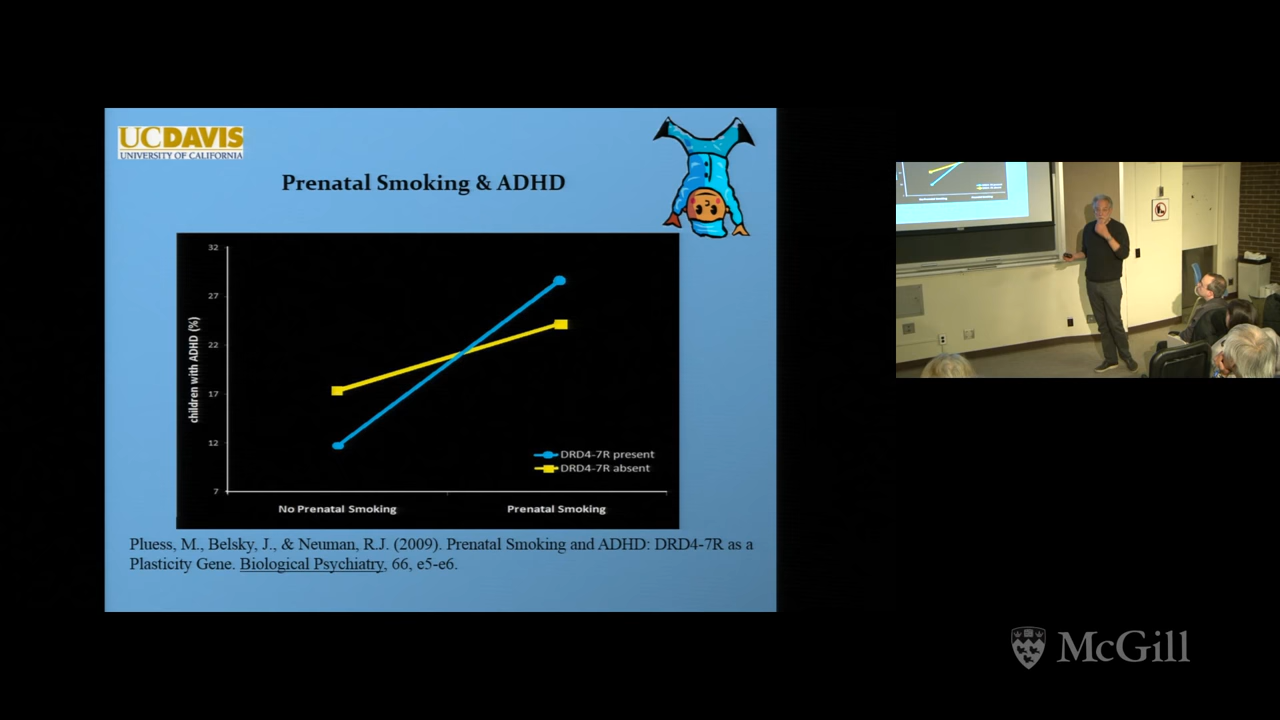 UCDAVIS
UNIVERSITY OF CALIFORNIA
Prenatal Smoking & ADHD
children with ADHD (%)
32
27
22
17
12
7
DRD4-7R present
DRD4-7R absent
No Prenatal Smoking
Prenatal Smoking
Pluess, M., Belsky, J., & Neuman, R.J. (2009). Prenatal Smoking and ADHD: DRD4-7R as a
Plasticity Gene. Biological Psychiatry, 66, e5-e6.
McGill